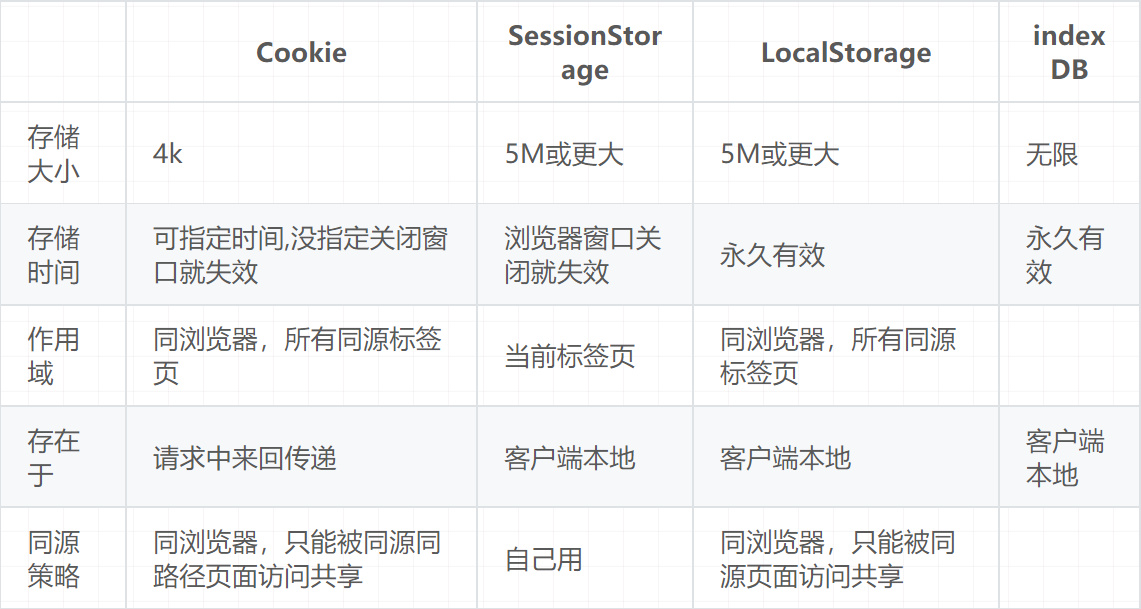 Cookie
SessionStor
age
LocalStorage
index
DB
存储
大小
4k
5M或更大
5M或更大
无限
存储
时间
可指定时间,没指定关闭窗
口就失效
浏览器窗口关
闭就失效
永久有效
永久有
效
作用
域
同浏览器，所有同源标签
页
当前标签页
同浏览器，所有同源
标签页
存在
于
请求中来回传递
客户端本地
客户端本地
客户端
本地
同源
策略
同浏览器，只能被同源同
路径页面访问共享
自己用
同浏览器，只能被同
源页面访问共享